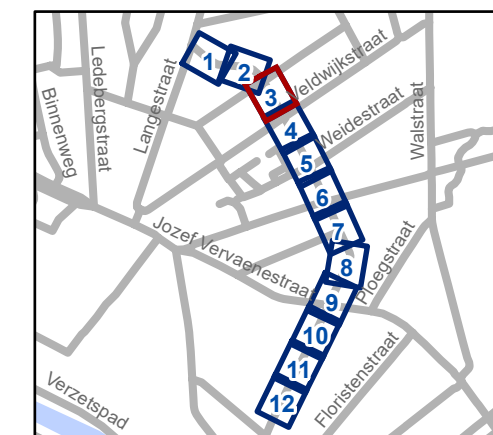 Binnenweg
Ledebergstraat
Langestraat
Veldwijkstraat
Weidestraat
Walstraat
Jozef Vervaenestraat
Ploegstraat
Floristenstraat
Verzetspad
1
2
3
4
5
6
7
8
9
10
11
12